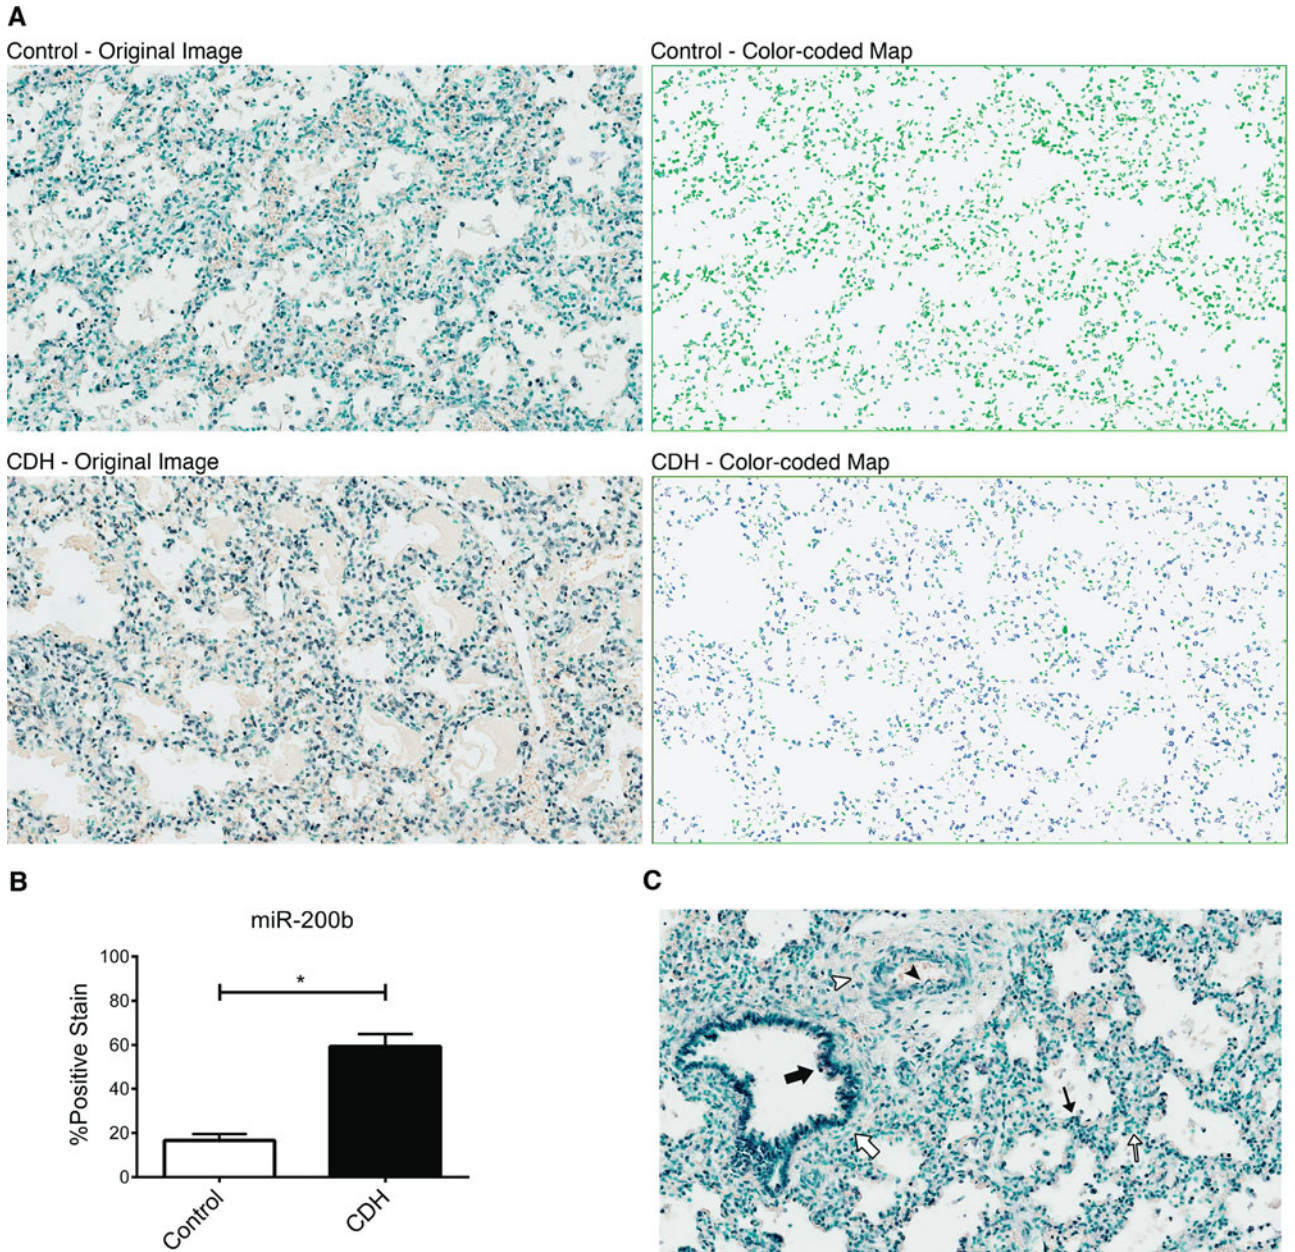 A
Control - Original Image
Control - Color-coded Map
CDH - Original Image
CDH - Color-coded Map
B
miR-200b
%Positive Stain
100
80
60
40
20
0
*
Control
CDH
C